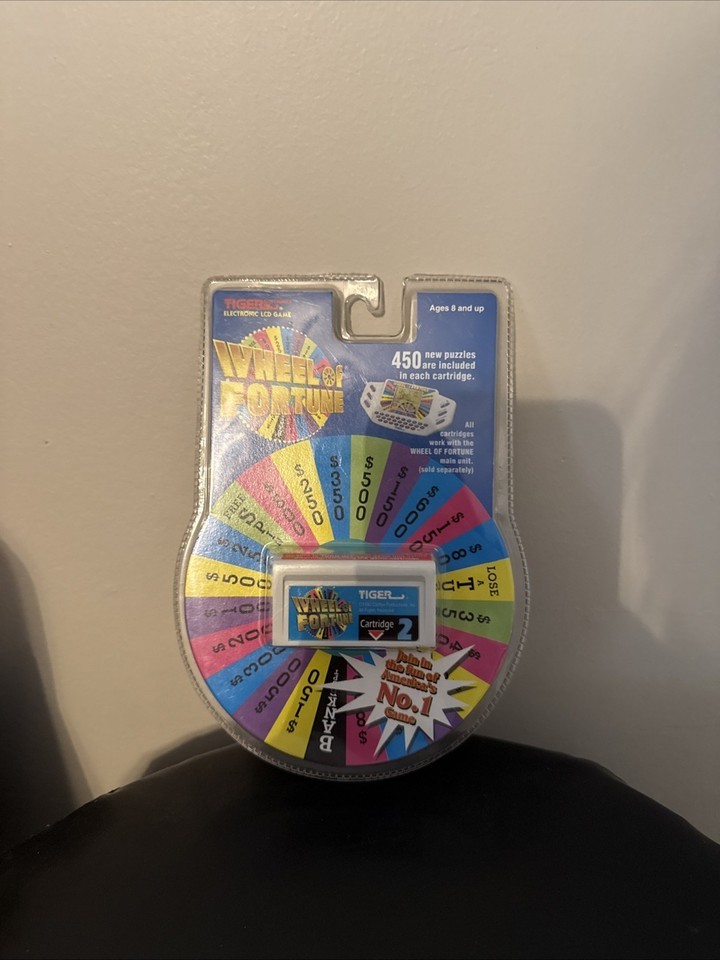 TIGER
ELECTRONIC LCD GAME
Ages 8 and up
WHEEL OF
FORTUNE
450 new puzzles
are included
in each cartridge.
All
cartridges
work with the
WHEEL OF FORTUNE
main unit.
(sold separately)
FREE
SPIN
$250
$350
$500
$150
$600
LOSE
A
TURN
$500
$100
$200
$300
$500
$150
BANKRUPT
WHEEL OF
FORTUNE
TIGER
Cartridge 2
Join in
the fun of
America's
No.1
Game